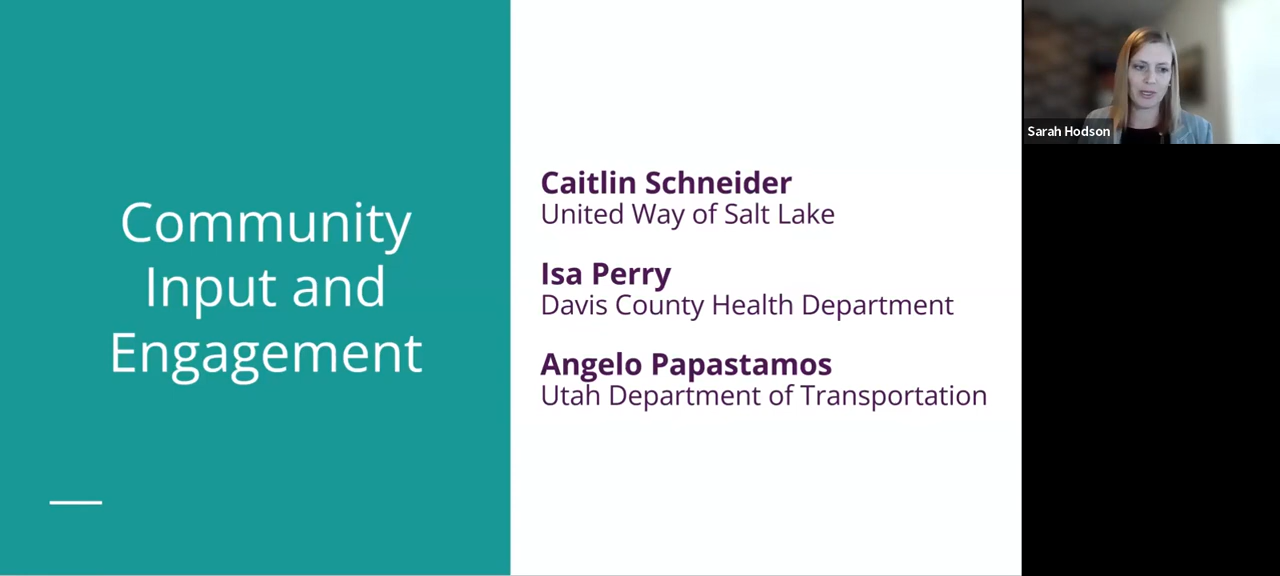 Community
Input and
Engagement
Caitlin Schneider
United Way of Salt Lake
Isa Perry
Davis County Health Department
Angelo Papastamos
Utah Department of Transportation
Sarah Hodson